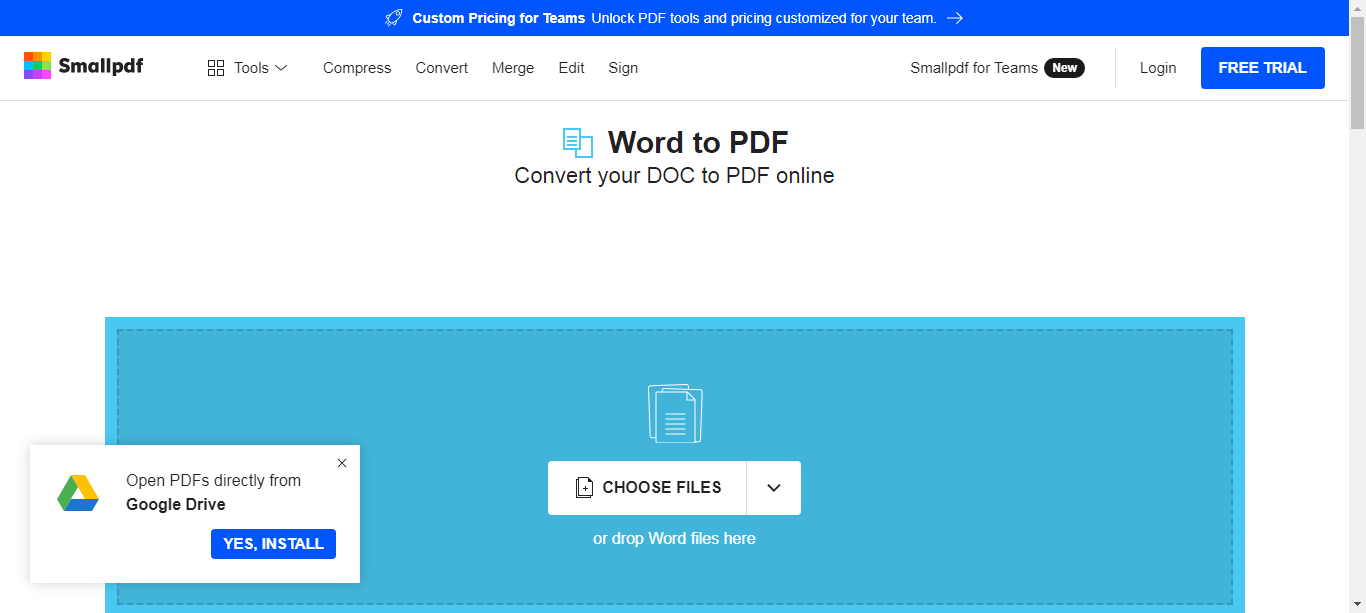 Custom Pricing for Teams Unlock PDF tools and pricing customized for your team.
Smallpdf Tools Compress Convert Merge Edit Sign Smallpdf for Teams New Login FREE TRIAL
Word to PDF
Convert your DOC to PDF online
CHOOSE FILES
or drop Word files here
Open PDFs directly from
Google Drive
YES, INSTALL